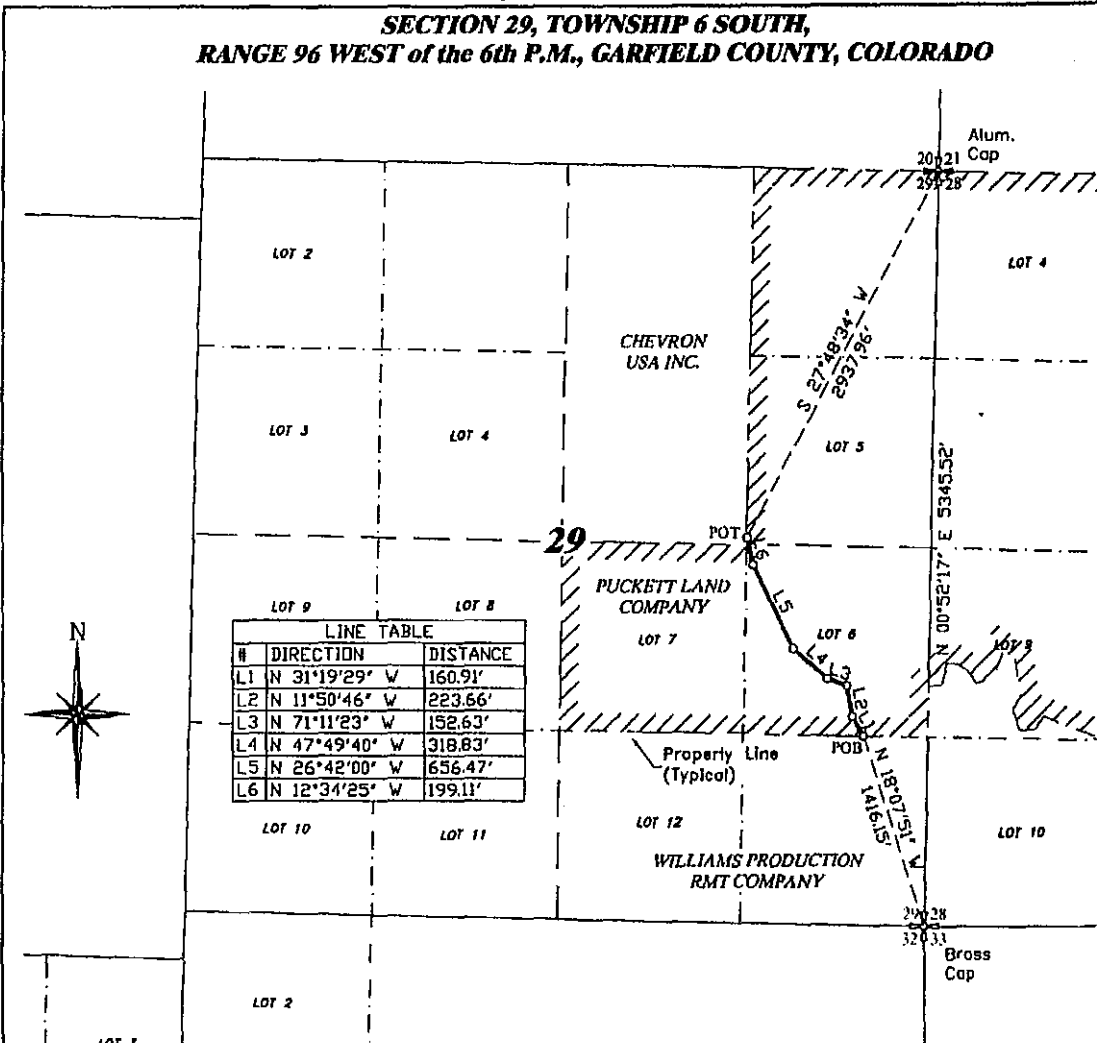 SECTION 29, TOWNSHIP 6 SOUTH,
RANGE 96 WEST of the 6th P.M., GARFIELD COUNTY, COLORADO
Alum.
Cap
20 21
29 28
LOT 2
LOT 4
CHEVRON
USA INC.
S 27°48'34" W
2937.96'
LOT 3
LOT 4
LOT 5
N 00°52'17" E 5345.52'
POT
29
L6
PUCKETT LAND
COMPANY
LOT 9
LOT 8
LOT 7
L5
LOT 6
LOT 9
N
LINE TABLE
# DIRECTION DISTANCE
L1 N 31°19'29" W 160.91'
L2 N 11°50'46" W 223.66'
L3 N 71°11'23" W 152.63'
L4 N 47°49'40" W 318.83'
L5 N 26°42'00" W 656.47'
L6 N 12°34'25" W 199.11'
L4
L3
L2
L1
POB
Property Line
(Typical)
N 18°07'51" W
1416.15'
LOT 10
LOT 11
LOT 12
LOT 10
WILLIAMS PRODUCTION
RMT COMPANY
29 28
32 33
Brass
Cap
LOT 2